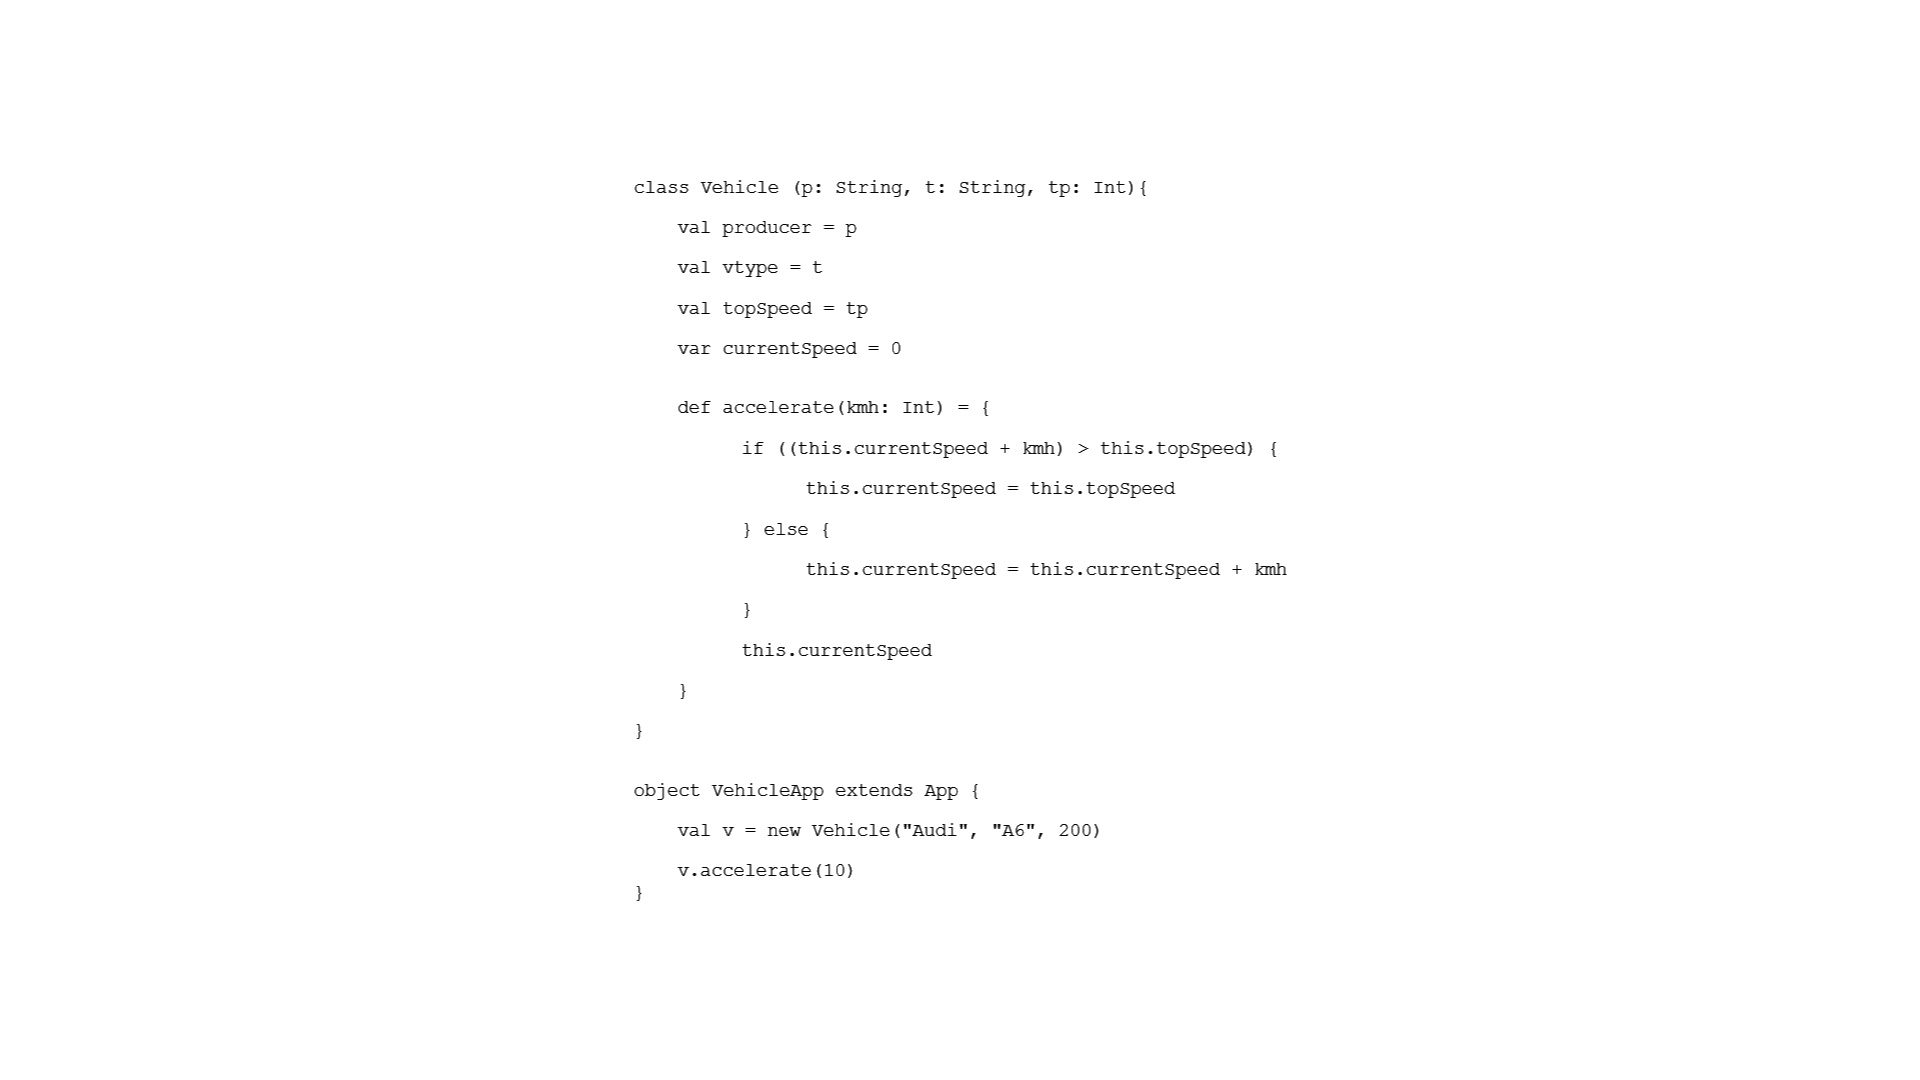 class Vehicle (p: String, t: String, tp: Int){
val producer = p
val vtype = t
val topSpeed = tp
var currentSpeed = 0
def accelerate(kmh: Int) = {
if ((this.currentSpeed + kmh) > this.topSpeed) {
this.currentSpeed = this.topSpeed
} else {
this.currentSpeed = this.currentSpeed + kmh
}
this.currentSpeed
}
}
object VehicleApp extends App {
val v = new Vehicle("Audi", "A6", 200)
v.accelerate(10)
}